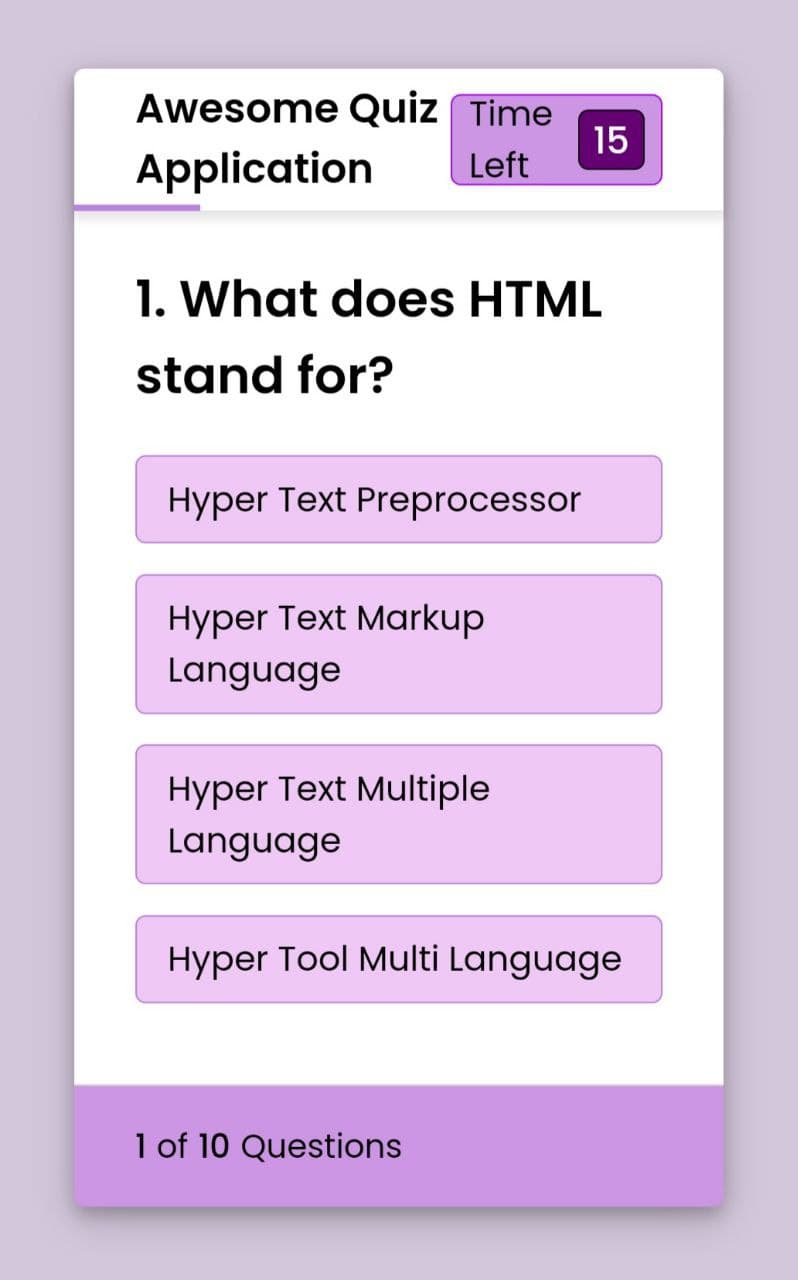 Awesome Quiz
Application
Time
Left
15
1. What does HTML
stand for?
Hyper Text Preprocessor
Hyper Text Markup
Language
Hyper Text Multiple
Language
Hyper Tool Multi Language
1 of 10 Questions